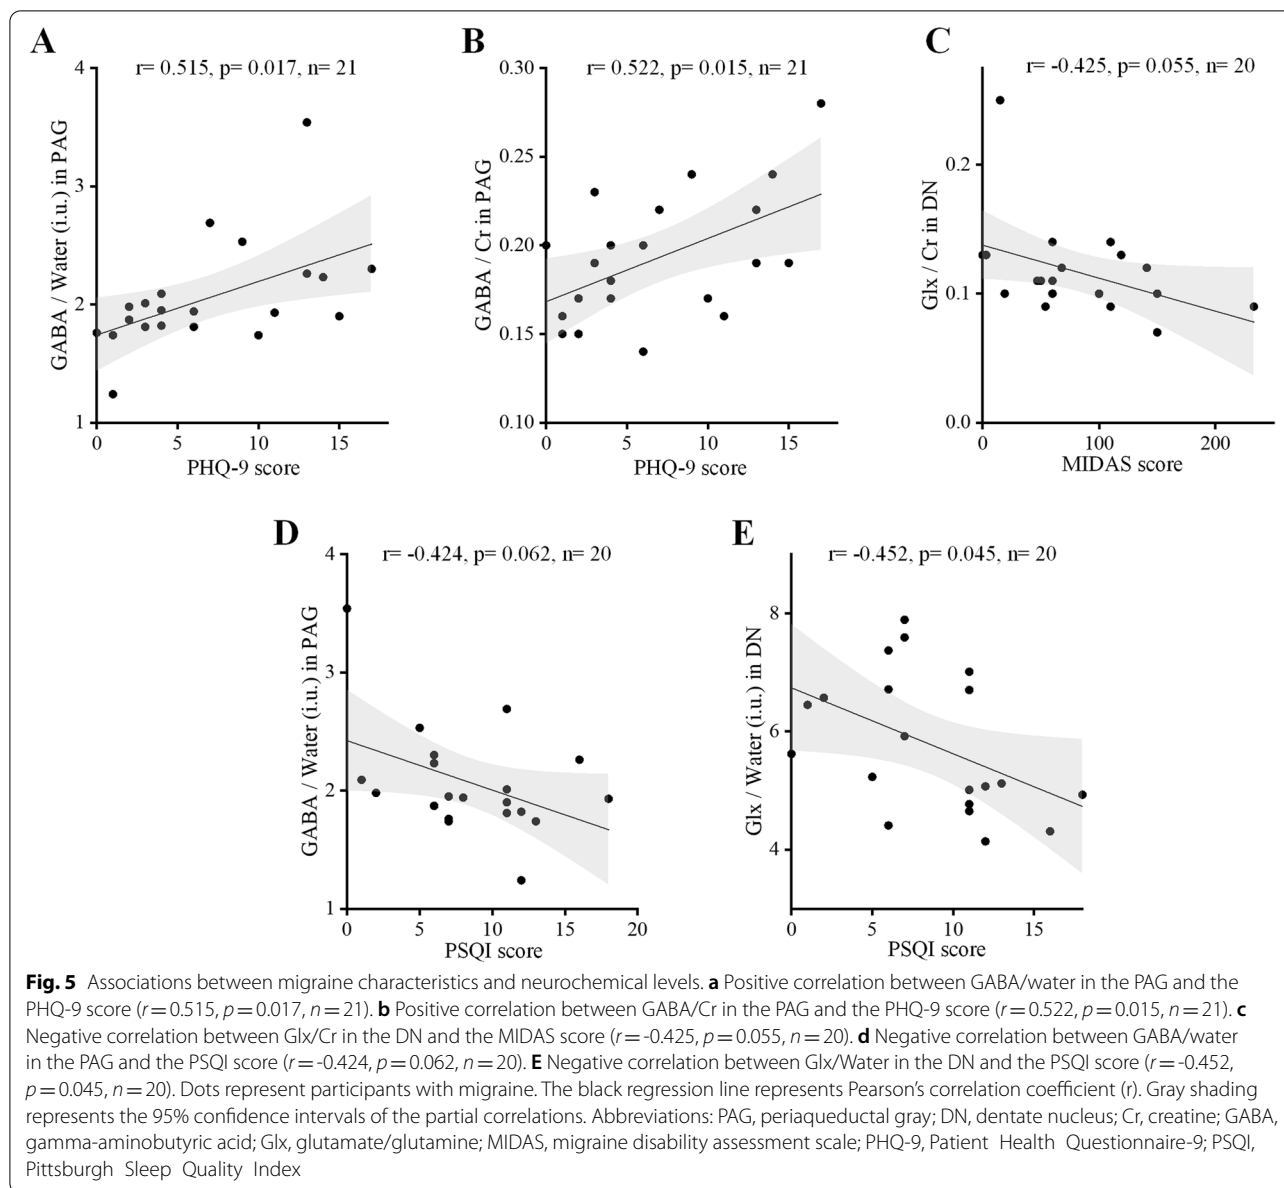 A
r= 0.515, p= 0.017, n= 21
4
3
2
1
0
5
10
15
GABA / Water (i.u.) in PAG
PHQ-9 score
B
r= 0.522, p= 0.015, n= 21
0.30
0.25
0.20
0.15
0.10
0
5
10
15
GABA / Cr in PAG
PHQ-9 score
C
r= -0.425, p= 0.055, n= 20
0.2
0.1
0.0
0
100
200
Glx / Cr in DN
MIDAS score
D
r= -0.424, p= 0.062, n= 20
4
3
2
1
0
5
10
15
20
GABA / Water (i.u.) in PAG
PSQI score
E
r= -0.452, p= 0.045, n= 20
8
6
4
0
5
10
15
Glx / Water (i.u.) in DN
PSQI score
Fig. 5 Associations between migraine characteristics and neurochemical levels. a Positive correlation between GABA/water in the PAG and the
PHQ-9 score (r = 0.515, p = 0.017, n = 21). b Positive correlation between GABA/Cr in the PAG and the PHQ-9 score (r = 0.522, p = 0.015, n = 21). c
Negative correlation between Glx/Cr in the DN and the MIDAS score (r = -0.425, p = 0.055, n = 20). d Negative correlation between GABA/water
in the PAG and the PSQI score (r = -0.424, p = 0.062, n = 20). E Negative correlation between Glx/Water in the DN and the PSQI score (r = -0.452,
p = 0.045, n = 20). Dots represent participants with migraine. The black regression line represents Pearson's correlation coefficient (r). Gray shading
represents the 95% confidence intervals of the partial correlations. Abbreviations: PAG, periaqueductal gray; DN, dentate nucleus; Cr, creatine; GABA,
gamma-aminobutyric acid; Glx, glutamate/glutamine; MIDAS, migraine disability assessment scale; PHQ-9, Patient Health Questionnaire-9; PSQI,
Pittsburgh Sleep Quality Index